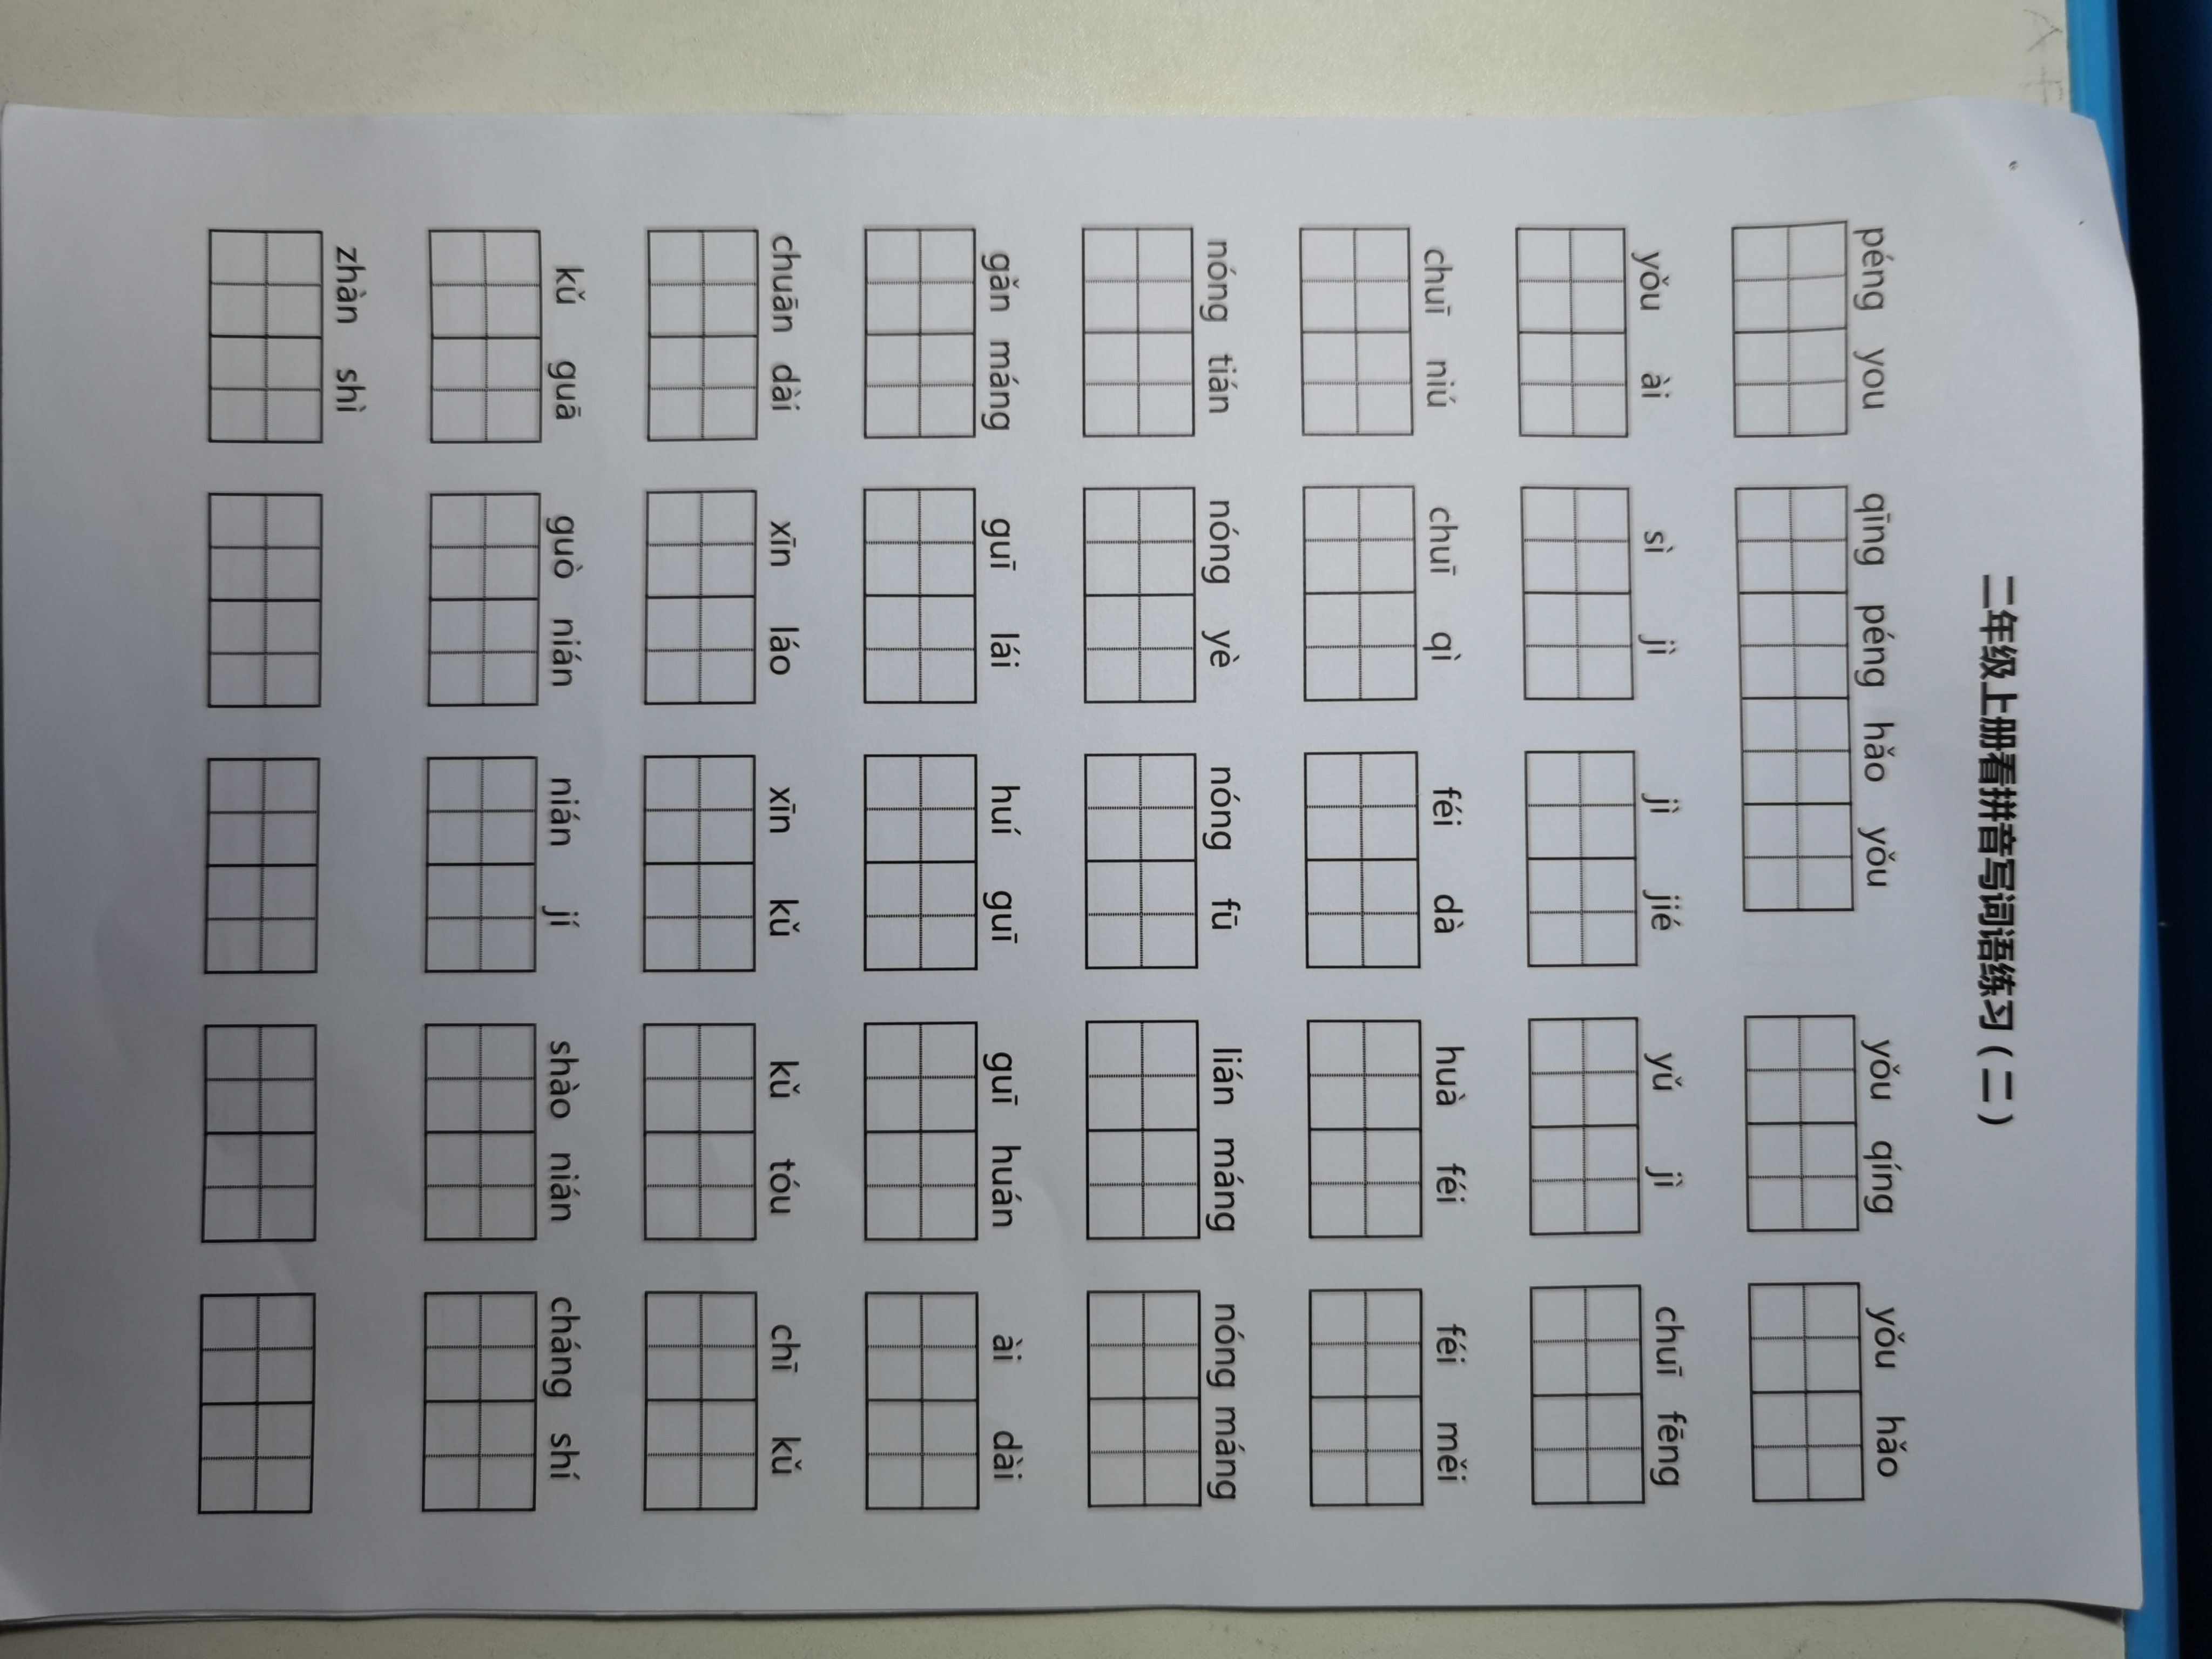 二年级上册看拼音写词语练习(二)
péng you qīng péng hǎo yǒu yǒu qíng yǒu hǎo
yǒu ài sì jì jì jié yǔ jì chuī fēng
chuī niú chuī qì féi dà huà féi féi měi
nóng tián nóng yè nóng fū lián máng nóng máng
gǎn máng guī lái huí guī guī huán ài dài
chuān dài xīn láo xīn kǔ kǔ tóu chī kǔ
kǔ guā guò nián nián jí shào nián cháng shí
zhàn shì